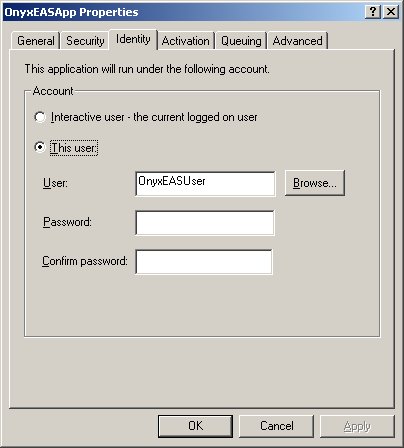 OnyxEASApp Properties
General Security Identity Activation Queuing Advanced
This application will run under the following account.
Account
Interactive user - the current logged on user
This user:
User: OnyxEASUser Browse...
Password:
Confirm password:
OK Cancel Apply